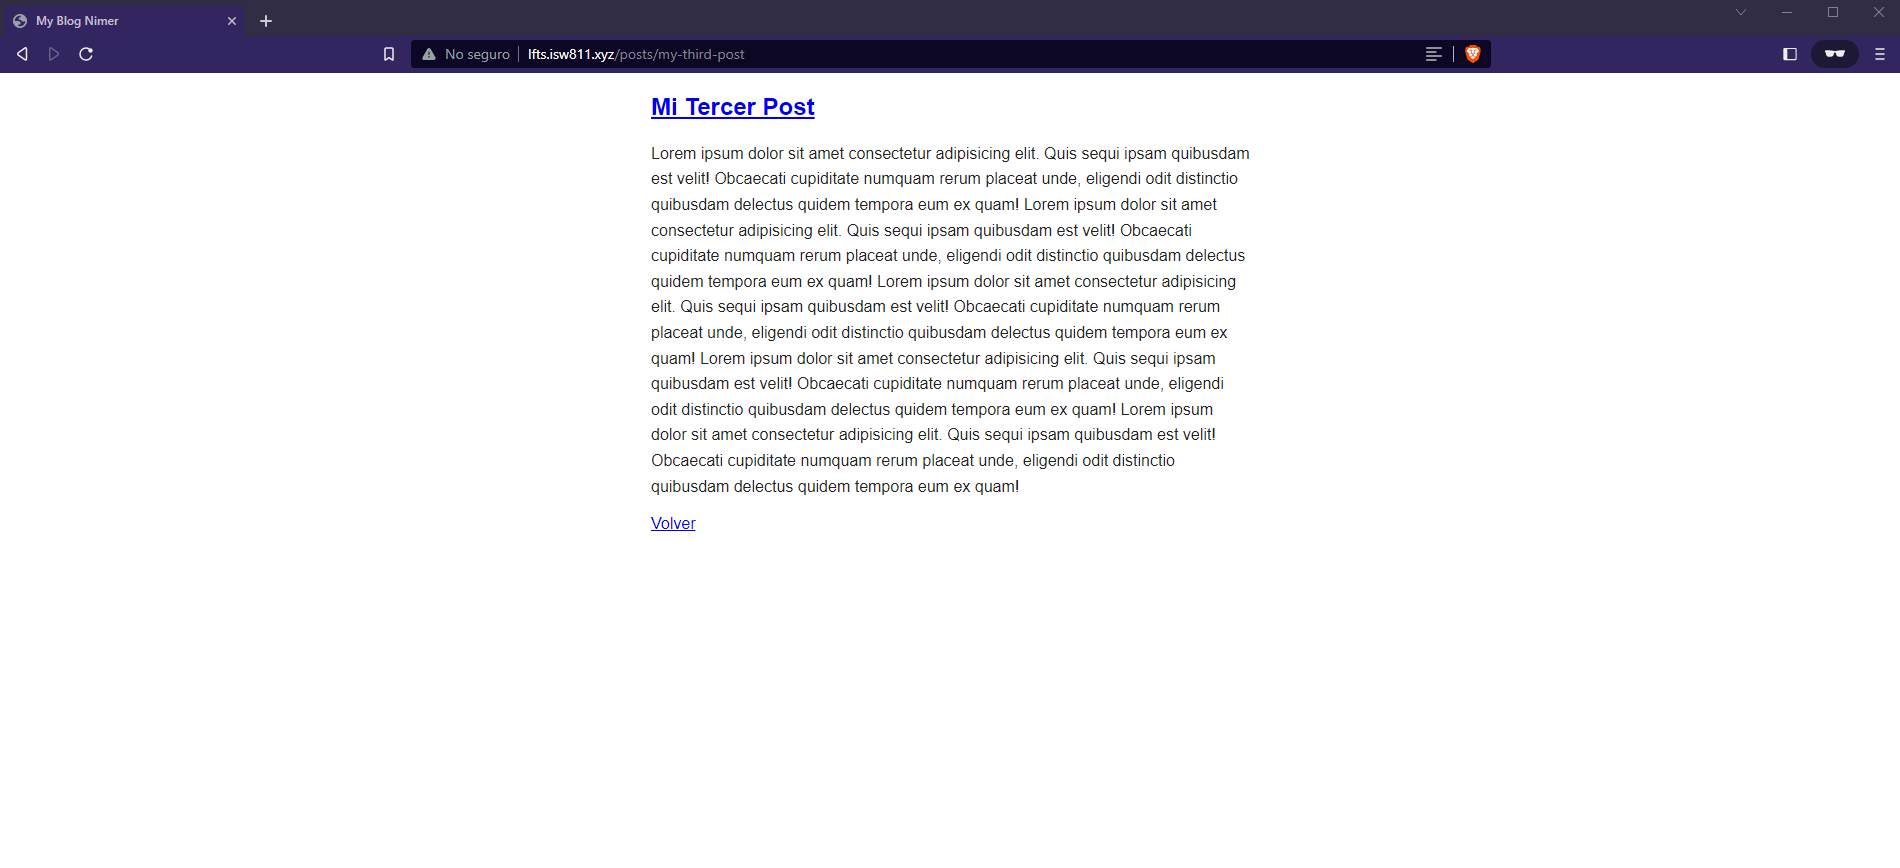 My Blog Nimer
No seguro lfts.isw811.xyz/posts/my-third-post
Mi Tercer Post
Lorem ipsum dolor sit amet consectetur adipisicing elit. Quis sequi ipsam quibusdam
est velit! Obcaecati cupiditate numquam rerum placeat unde, eligendi odit distinctio
quibusdam delectus quidem tempora eum ex quam! Lorem ipsum dolor sit amet
consectetur adipisicing elit. Quis sequi ipsam quibusdam est velit! Obcaecati
cupiditate numquam rerum placeat unde, eligendi odit distinctio quibusdam delectus
quidem tempora eum ex quam! Lorem ipsum dolor sit amet consectetur adipisicing
elit. Quis sequi ipsam quibusdam est velit! Obcaecati cupiditate numquam rerum
placeat unde, eligendi odit distinctio quibusdam delectus quidem tempora eum ex
quam! Lorem ipsum dolor sit amet consectetur adipisicing elit. Quis sequi ipsam
quibusdam est velit! Obcaecati cupiditate numquam rerum placeat unde, eligendi
odit distinctio quibusdam delectus quidem tempora eum ex quam! Lorem ipsum
dolor sit amet consectetur adipisicing elit. Quis sequi ipsam quibusdam est velit!
Obcaecati cupiditate numquam rerum placeat unde, eligendi odit distinctio
quibusdam delectus quidem tempora eum ex quam!
Volver